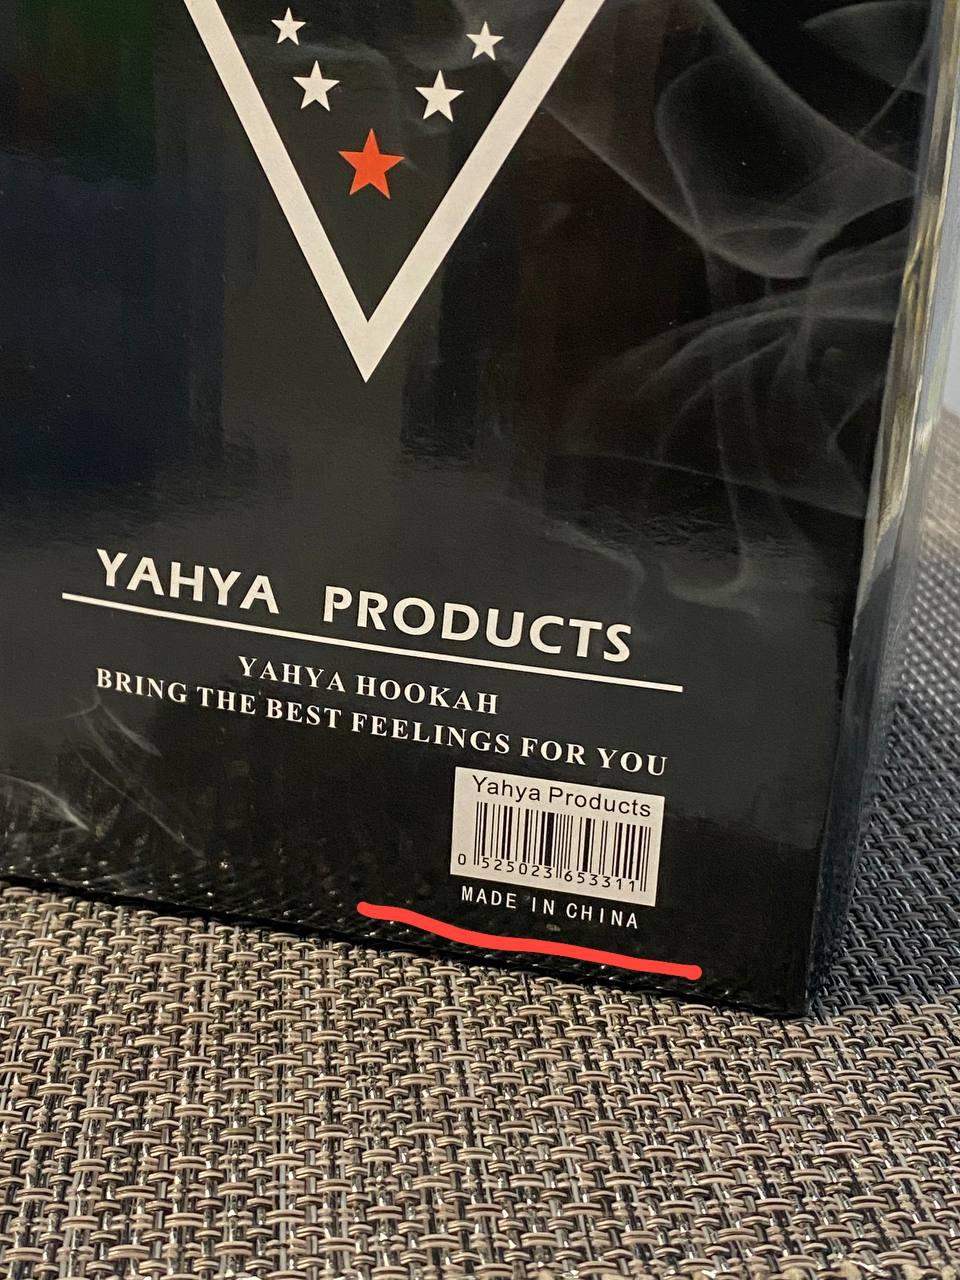 YAHYA PRODUCTS
YAHYA HOOKAH
BRING THE BEST FEELINGS FOR YOU
Yahya Products
0 525023 653311
MADE IN CHINA